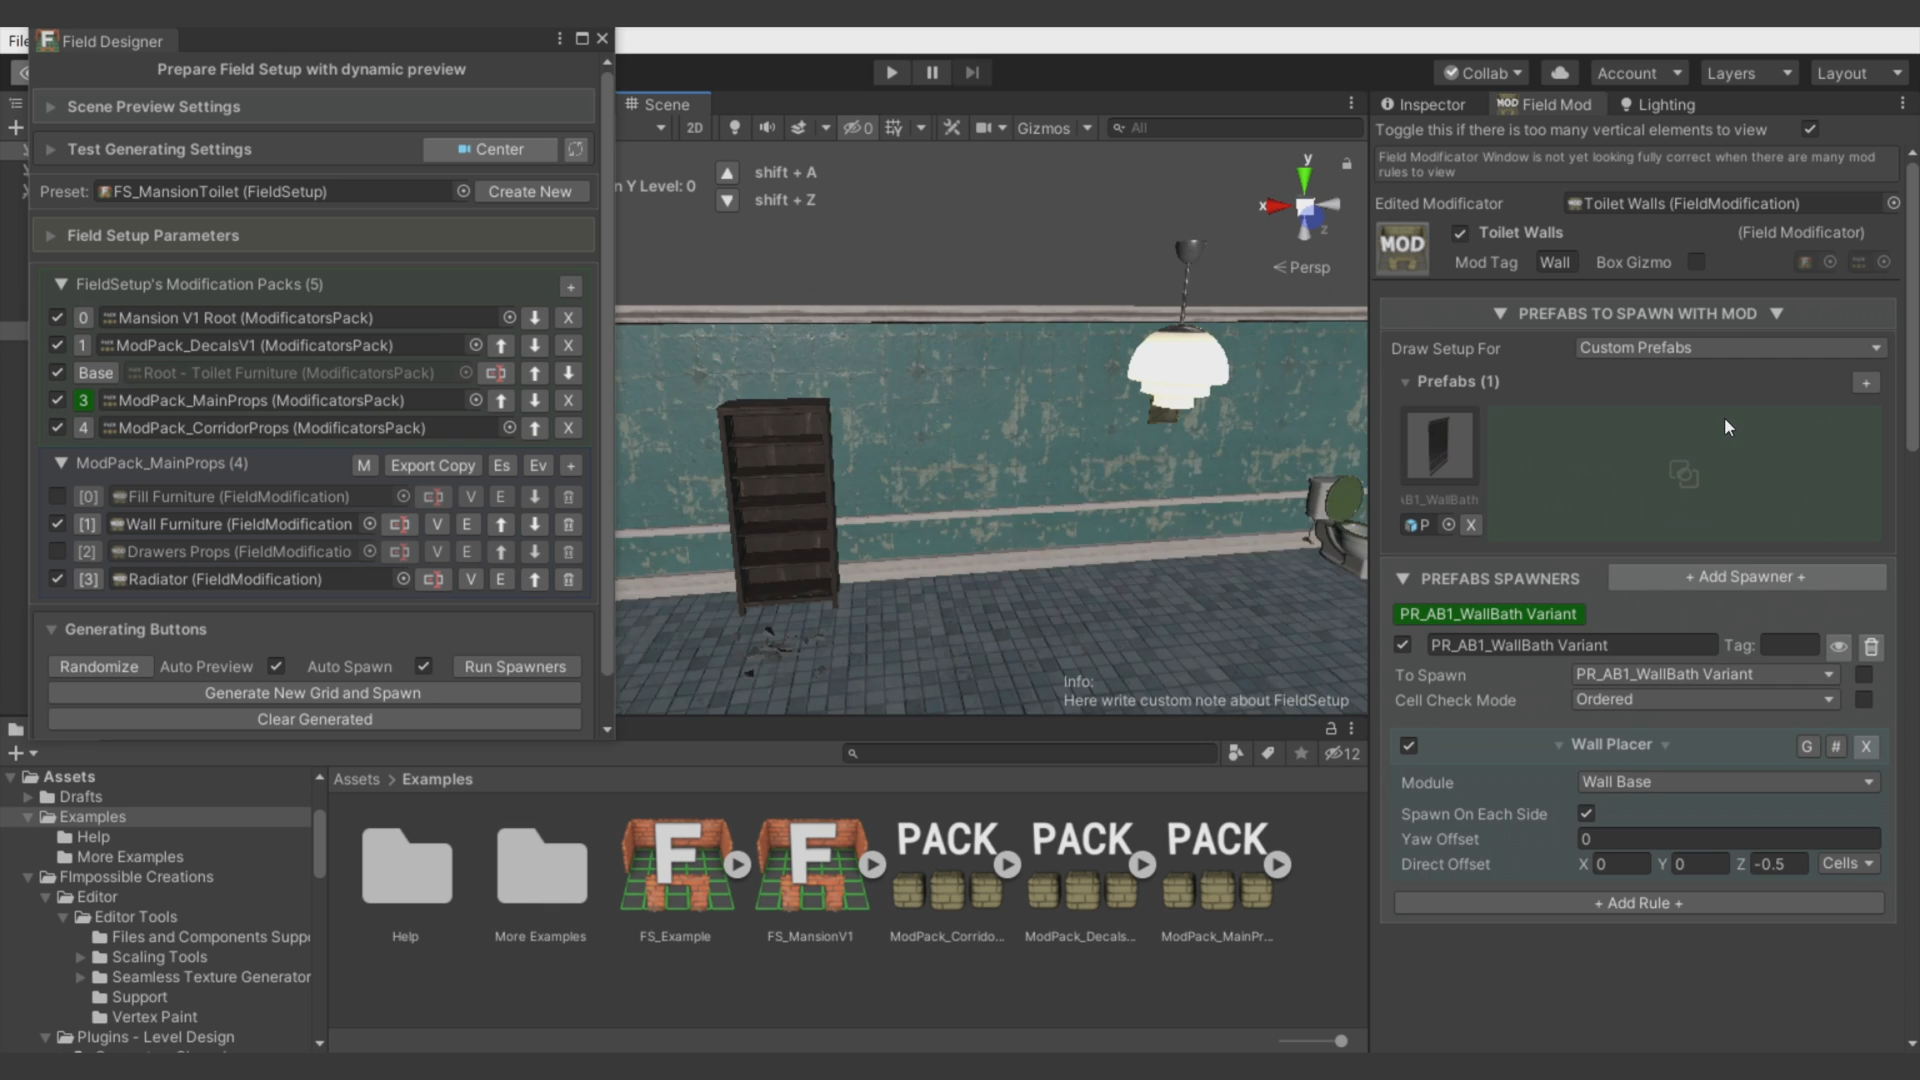 File
Field Designer
Prepare Field Setup with dynamic preview
Scene Preview Settings
Test Generating Settings
Center
Preset:
FS_MansionToilet (FieldSetup)
Create New
Field Setup Parameters
FieldSetup's Modification Packs (5)
+
0 Mansion V1 Root (ModificatorsPack) X
1 ModPack_DecalsV1 (ModificatorsPack) X
Base Root - Toilet Furniture (ModificatorsPack)
3 ModPack_MainProps (ModificatorsPack) X
4 ModPack_CorridorProps (ModificatorsPack) X
ModPack_MainProps (4) M Export Copy Es Ev +
[0] Fill Furniture (FieldModification) V E
[1] Wall Furniture (FieldModification V E
[2] Drawers Props (FieldModificatio V E
[3] Radiator (FieldModification) V E
Generating Buttons
Randomize Auto Preview Auto Spawn Run Spawners
Generate New Grid and Spawn
Clear Generated
Collab Account Layers Layout
Scene
2D 0 Gizmos All
n Y Level: 0
shift + A
shift + Z
y
x
z
Persp
Info:
Here write custom note about FieldSetup
12
Assets
Drafts
Examples
Help
More Examples
FImpossible Creations
Editor
Editor Tools
Files and Components Suppo
Scaling Tools
Seamless Texture Generator
Support
Vertex Paint
Plugins - Level Design
Assets > Examples
F F PACK PACK PACK
Help
More Examples
FS_Example
FS_MansionV1
ModPack_Corrido...
ModPack_Decals...
ModPack_MainPr...
Inspector MOD Field Mod Lighting
Toggle this if there is too many vertical elements to view
Field Modificator Window is not yet looking fully correct when there are many mod
rules to view
Edited Modificator Toilet Walls (FieldModification)
MOD
Toilet Walls (Field Modificator)
Mod Tag Wall Box Gizmo
PREFABS TO SPAWN WITH MOD
Draw Setup For Custom Prefabs
Prefabs (1) +
\B1_WallBath
P X
PREFABS SPAWNERS + Add Spawner +
PR_AB1_WallBath Variant
PR_AB1_WallBath Variant Tag:
To Spawn PR_AB1_WallBath Variant
Cell Check Mode Ordered
Wall Placer G # X
Module Wall Base
Spawn On Each Side
Yaw Offset 0
Direct Offset X 0 Y 0 Z -0.5 Cells
+ Add Rule +